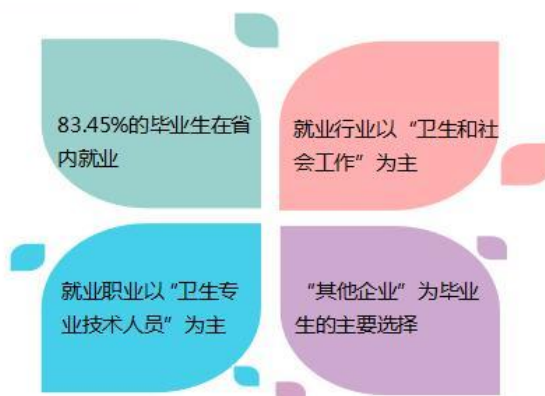 83.45%的毕业生在省
内就业
就业行业以“卫生和社
会工作”为主
就业职业以“卫生专
业技术人员”为主
“其他企业”为毕业
生的主要选择